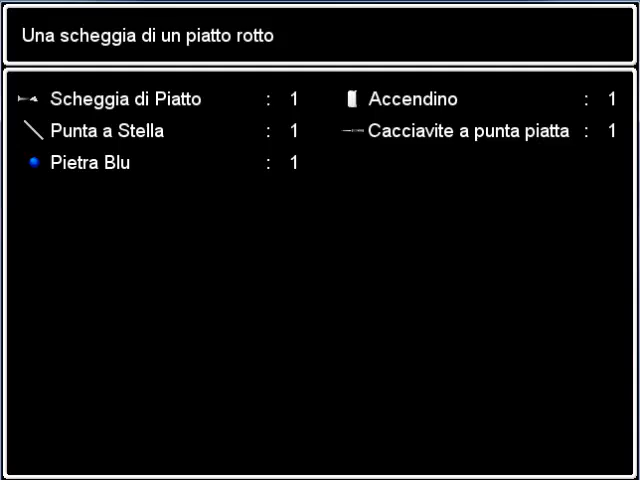 Una scheggia di un piatto rotto
Scheggia di Piatto : 1 Accendino : 1
Punta a Stella : 1 Cacciavite a punta piatta : 1
Pietra Blu : 1